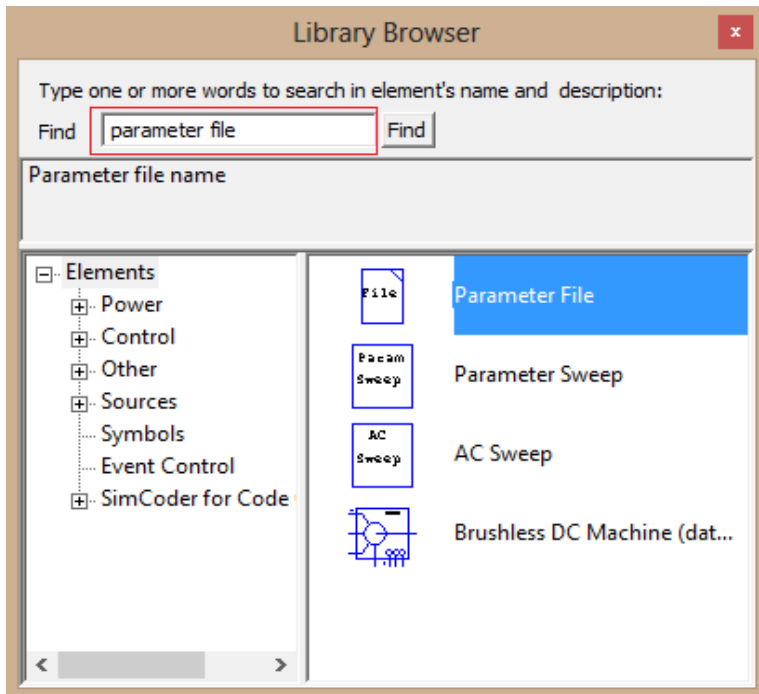 Library Browser
x
Type one or more words to search in element's name and description:
Find parameter file Find
Parameter file name
Elements
Power
Control
Other
Sources
Symbols
Event Control
SimCoder for Code
File Parameter File
Param
Sweep
Parameter Sweep
AC
Sweep
AC Sweep
Brushless DC Machine (dat...